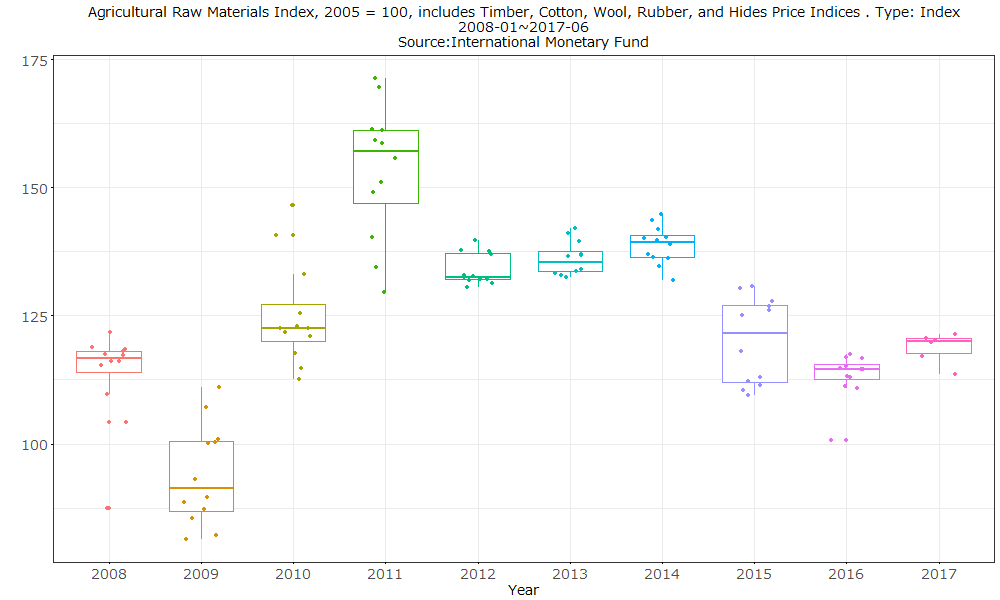 Agricultural Raw Materials Index, 2005 = 100, includes Timber, Cotton, Wool, Rubber, and Hides Price Indices . Type: Index
2008-01~2017-06
Source:International Monetary Fund
175
150
125
100
2008 2009 2010 2011 2012 2013 2014 2015 2016 2017
Year